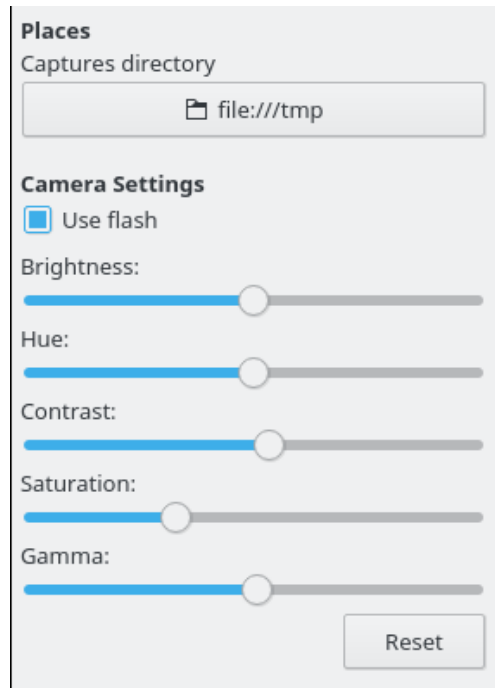 Places
Captures directory
file:///tmp
Camera Settings
Use flash
Brightness:
Hue:
Contrast:
Saturation:
Gamma:
Reset